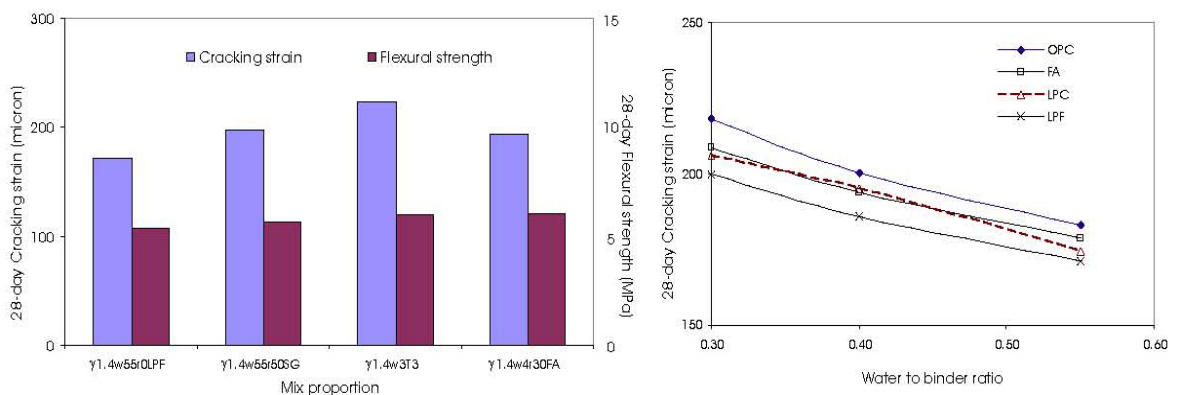 300
200
100
0
28-day Cracking strain (micron)
Cracking strain
Flexural strength
15
10
5
0
28-day Flexural strength (MPa)
γ1.4w55r0LPF
γ1.4w55r50SG
γ1.4w3T3
γ1.4w4r30FA
Mix proportion
250
200
150
28-day Cracking strain (micron)
OPC
FA
LPC
LPF
0.30
0.40
0.50
0.60
Water to binder ratio